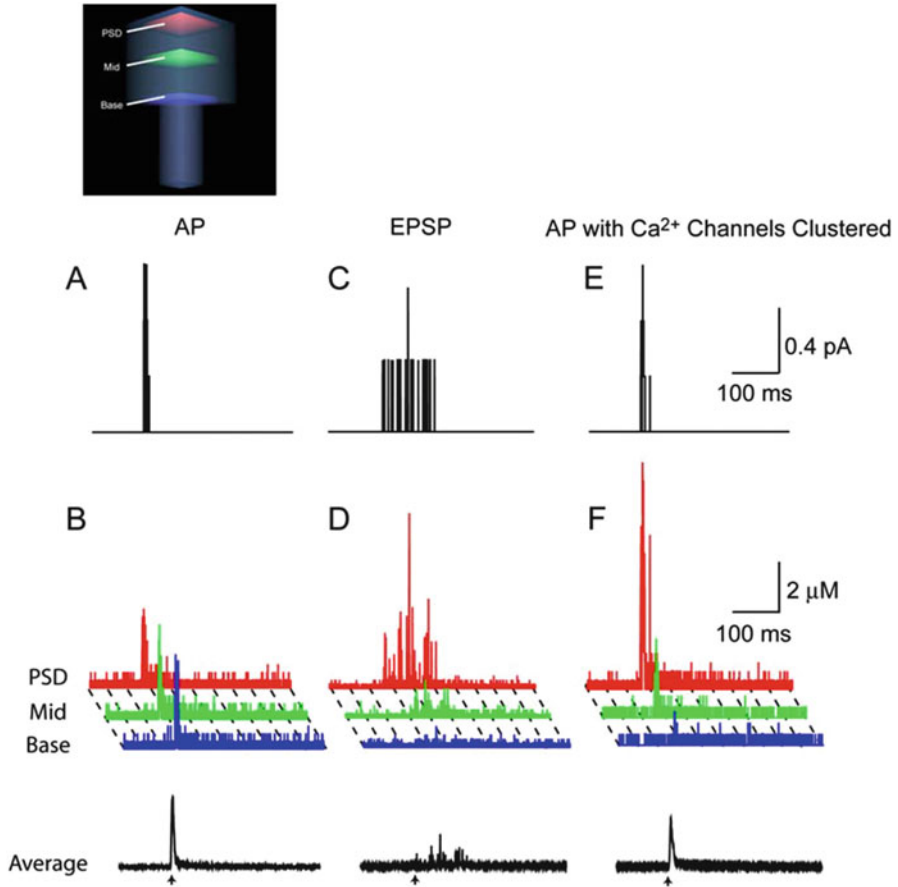 PSD
Mid
Base
AP
EPSP
AP with Ca²⁺ Channels Clustered
A
C
E
0.4 pA
100 ms
B
D
F
2 µM
100 ms
PSD
Mid
Base
Average